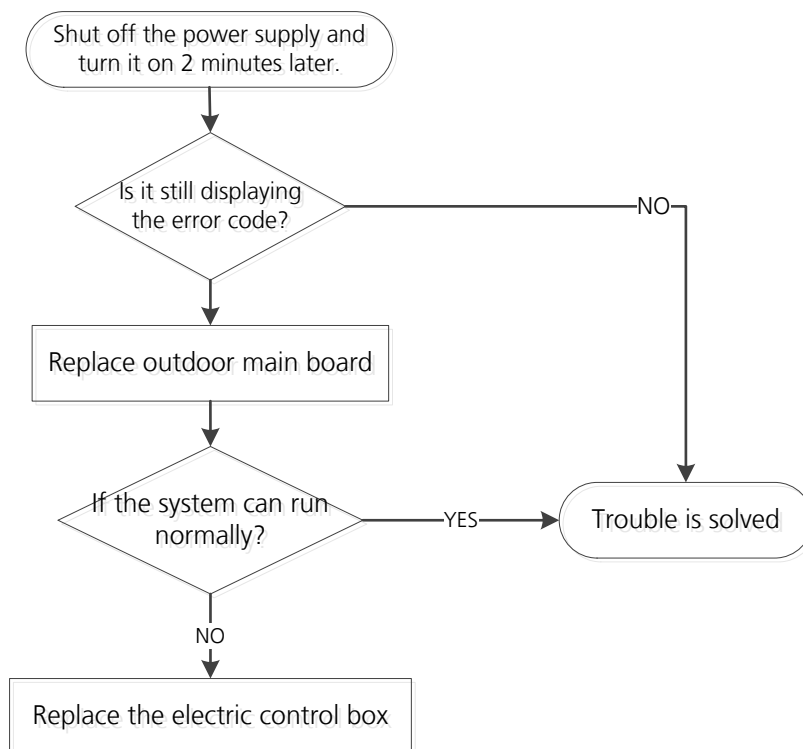 Shut off the power supply and
turn it on 2 minutes later.
Is it still displaying
the error code?
NO
Replace outdoor main board
If the system can run
normally?
YES
Trouble is solved
NO
Replace the electric control box